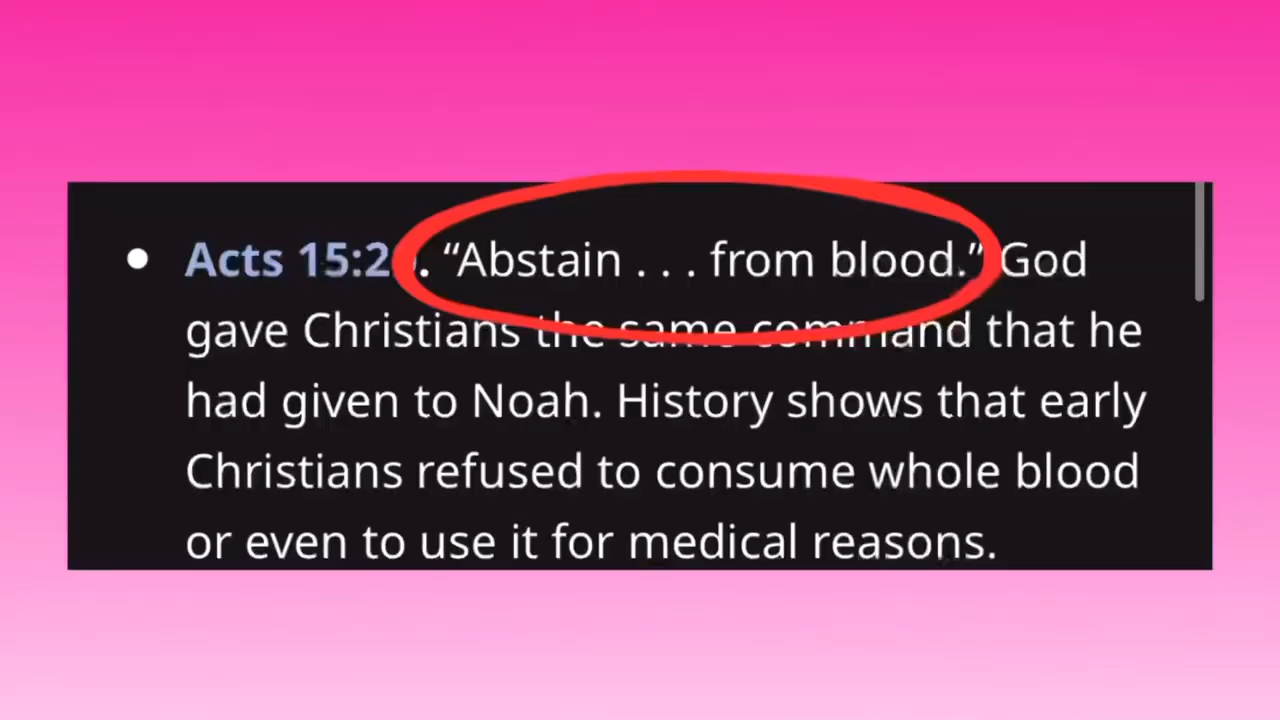 Acts 15:20. “Abstain . . . from blood.” God
gave Christians the same command that he
had given to Noah. History shows that early
Christians refused to consume whole blood
or even to use it for medical reasons.